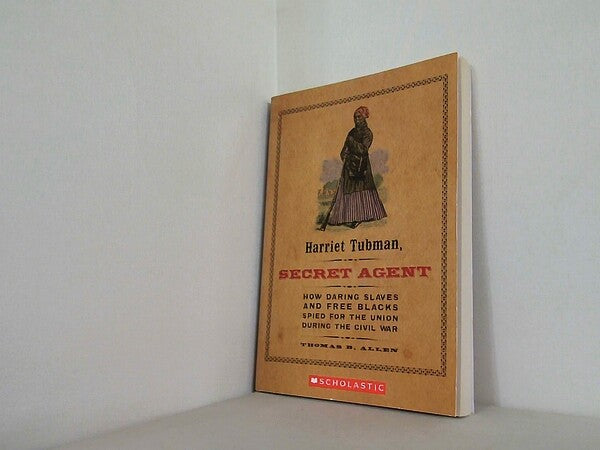 Harriet Tubman,
SECRET AGENT
HOW DARING SLAVES
AND FREE BLACKS
SPIED FOR THE UNION
DURING THE CIVIL WAR
THOMAS B. ALLEN
SCHOLASTIC